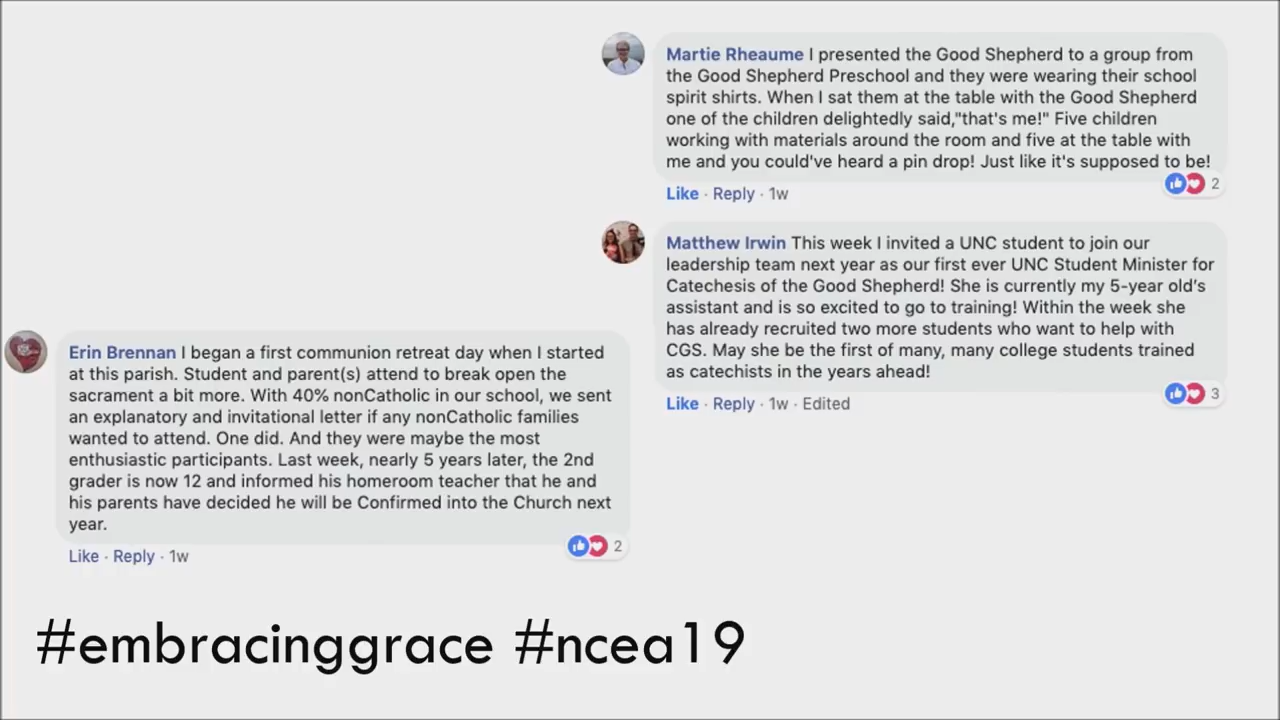 Martie Rheaume I presented the Good Shepherd to a group from
the Good Shepherd Preschool and they were wearing their school
spirit shirts. When I sat them at the table with the Good Shepherd
one of the children delightedly said,"that's me!" Five children
working with materials around the room and five at the table with
me and you could've heard a pin drop! Just like it's supposed to be!
2
Like · Reply · 1w
Matthew Irwin This week I invited a UNC student to join our
leadership team next year as our first ever UNC Student Minister for
Catechesis of the Good Shepherd! She is currently my 5-year old's
assistant and is so excited to go to training! Within the week she
has already recruited two more students who want to help with
CGS. May she be the first of many, many college students trained
as catechists in the years ahead!
3
Like · Reply · 1w · Edited
Erin Brennan I began a first communion retreat day when I started
at this parish. Student and parent(s) attend to break open the
sacrament a bit more. With 40% nonCatholic in our school, we sent
an explanatory and invitational letter if any nonCatholic families
wanted to attend. One did. And they were maybe the most
enthusiastic participants. Last week, nearly 5 years later, the 2nd
grader is now 12 and informed his homeroom teacher that he and
his parents have decided he will be Confirmed into the Church next
year.
2
Like · Reply · 1w
#embracinggrace #ncea19